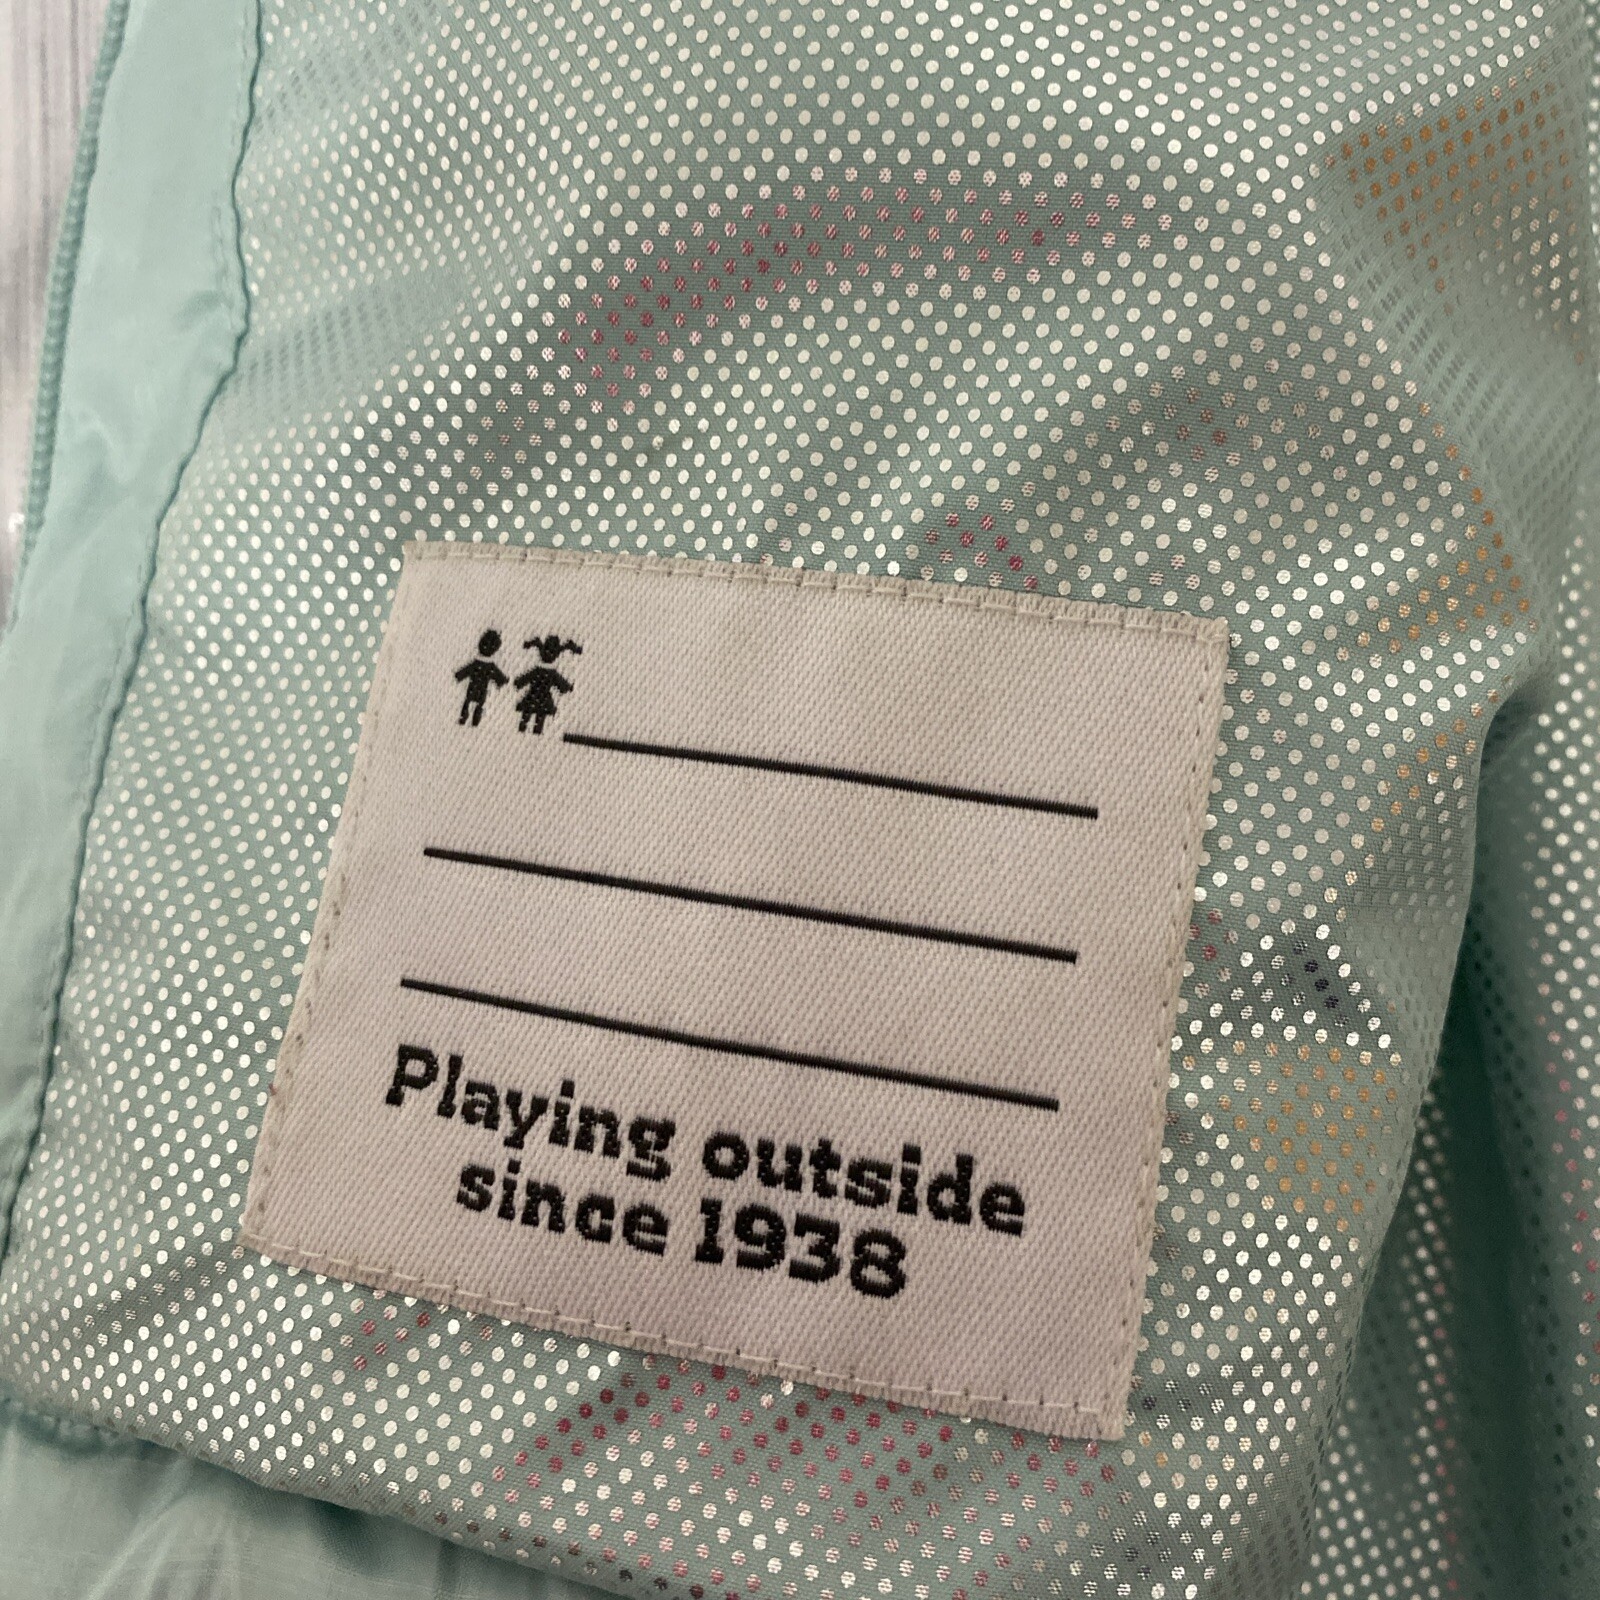 Playing outside
since 1938